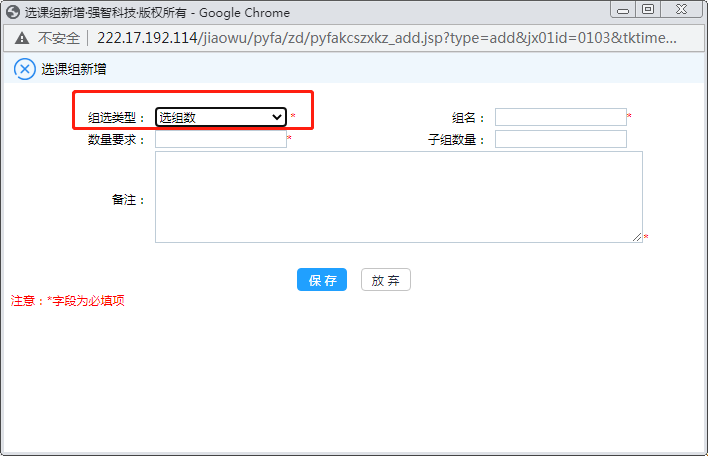 选课组新增·强智科技·版权所有 - Google Chrome
不安全 | 222.17.192.114/jiaowu/pyfa/zd/pyfakcszxkz_add.jsp?type=add&jx01id=0103&tktime...
选课组新增
组选类型： 选组数 * 组名： *
数量要求： * 子组数量：
备注： *
保存 放弃
注意：*字段为必填项